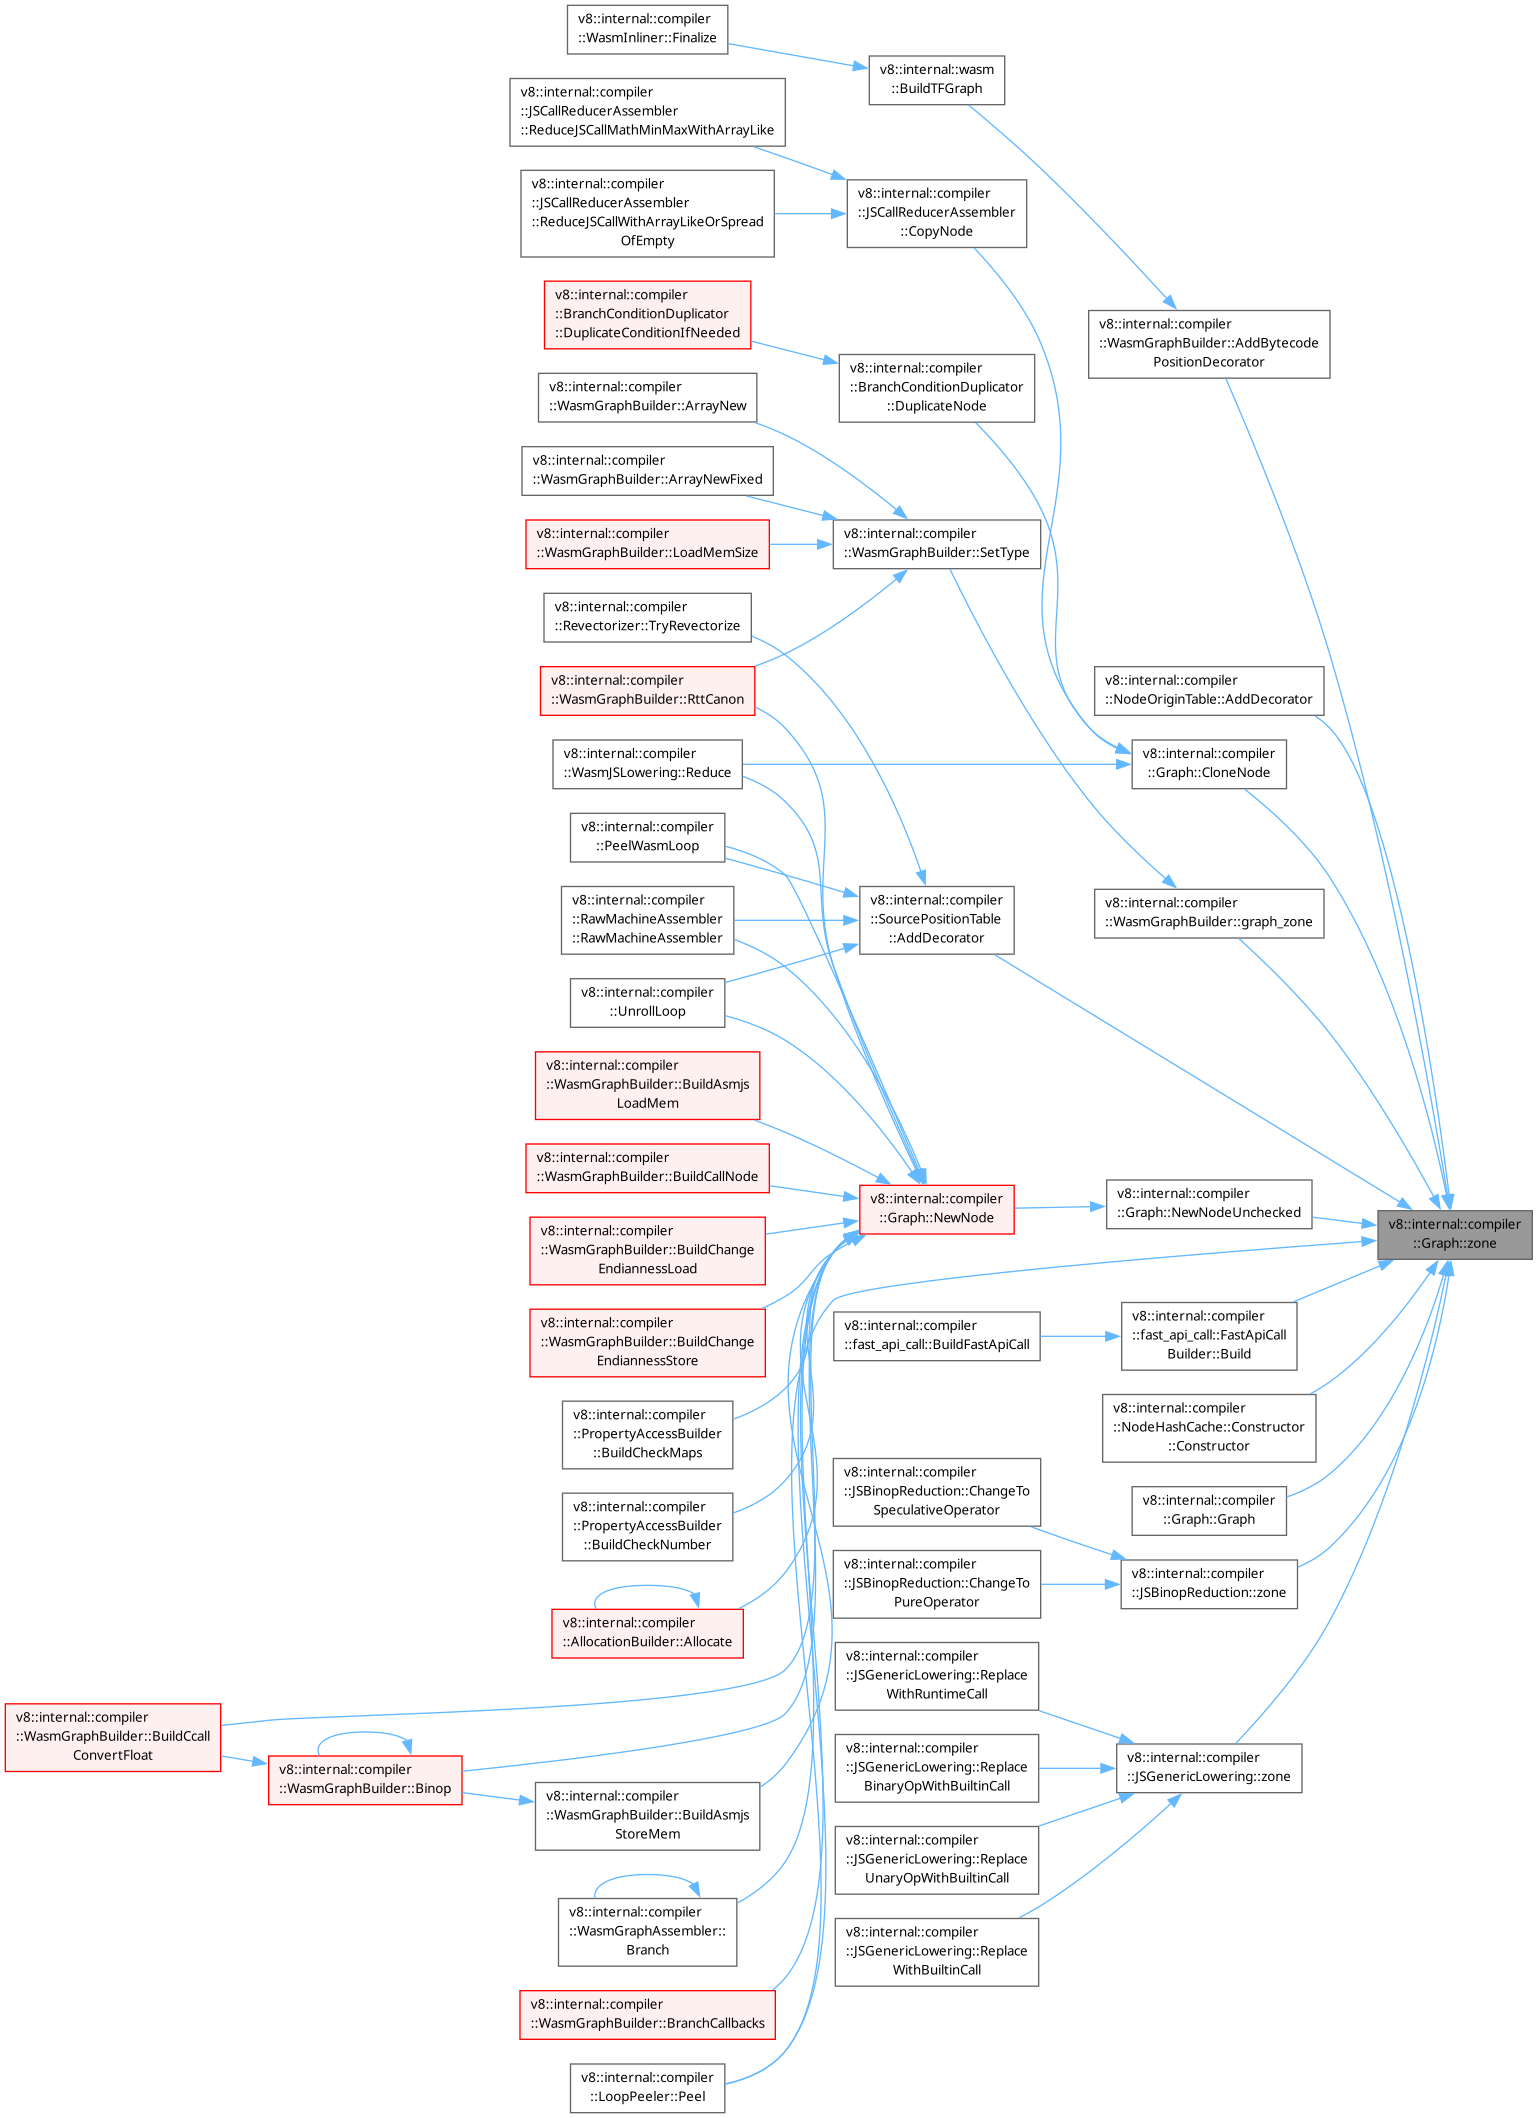 v8::internal::compiler
::WasmInliner::Finalize
v8::internal::wasm
::BuildTFGraph
v8::internal::compiler
::JSCallReducerAssembler
::ReduceJSCallMathMinMaxWithArrayLike
v8::internal::compiler
::JSCallReducerAssembler
::ReduceJSCallWithArrayLikeOrSpread
OfEmpty
v8::internal::compiler
::JSCallReducerAssembler
::CopyNode
v8::internal::compiler
::BranchConditionDuplicator
::DuplicateConditionIfNeeded
v8::internal::compiler
::WasmGraphBuilder::AddBytecode
PositionDecorator
v8::internal::compiler
::BranchConditionDuplicator
::DuplicateNode
v8::internal::compiler
::WasmGraphBuilder::ArrayNew
v8::internal::compiler
::WasmGraphBuilder::ArrayNewFixed
v8::internal::compiler
::WasmGraphBuilder::LoadMemSize
v8::internal::compiler
::WasmGraphBuilder::SetType
v8::internal::compiler
::Revectorizer::TryRevectorize
v8::internal::compiler
::WasmGraphBuilder::RttCanon
v8::internal::compiler
::NodeOriginTable::AddDecorator
v8::internal::compiler
::WasmJSLowering::Reduce
v8::internal::compiler
::Graph::CloneNode
v8::internal::compiler
::PeelWasmLoop
v8::internal::compiler
::RawMachineAssembler
::RawMachineAssembler
v8::internal::compiler
::SourcePositionTable
::AddDecorator
v8::internal::compiler
::WasmGraphBuilder::graph_zone
v8::internal::compiler
::UnrollLoop
v8::internal::compiler
::WasmGraphBuilder::BuildAsmjs
LoadMem
v8::internal::compiler
::WasmGraphBuilder::BuildCallNode
v8::internal::compiler
::Graph::NewNode
v8::internal::compiler
::Graph::NewNodeUnchecked
v8::internal::compiler
::Graph::zone
v8::internal::compiler
::WasmGraphBuilder::BuildChange
EndiannessLoad
v8::internal::compiler
::WasmGraphBuilder::BuildChange
EndiannessStore
v8::internal::compiler
::fast_api_call::BuildFastApiCall
v8::internal::compiler
::fast_api_call::FastApiCall
Builder::Build
v8::internal::compiler
::PropertyAccessBuilder
::BuildCheckMaps
v8::internal::compiler
::NodeHashCache::Constructor
::Constructor
v8::internal::compiler
::PropertyAccessBuilder
::BuildCheckNumber
v8::internal::compiler
::JSBinopReduction::ChangeTo
SpeculativeOperator
v8::internal::compiler
::Graph::Graph
v8::internal::compiler
::AllocationBuilder::Allocate
v8::internal::compiler
::JSBinopReduction::ChangeTo
PureOperator
v8::internal::compiler
::JSBinopReduction::zone
v8::internal::compiler
::WasmGraphBuilder::BuildCcall
ConvertFloat
v8::internal::compiler
::WasmGraphBuilder::Binop
v8::internal::compiler
::WasmGraphBuilder::BuildAsmjs
StoreMem
v8::internal::compiler
::JSGenericLowering::Replace
WithRuntimeCall
v8::internal::compiler
::JSGenericLowering::Replace
BinaryOpWithBuiltinCall
v8::internal::compiler
::JSGenericLowering::zone
v8::internal::compiler
::JSGenericLowering::Replace
UnaryOpWithBuiltinCall
v8::internal::compiler
::WasmGraphAssembler::
Branch
v8::internal::compiler
::JSGenericLowering::Replace
WithBuiltinCall
v8::internal::compiler
::WasmGraphBuilder::BranchCallbacks
v8::internal::compiler
::LoopPeeler::Peel